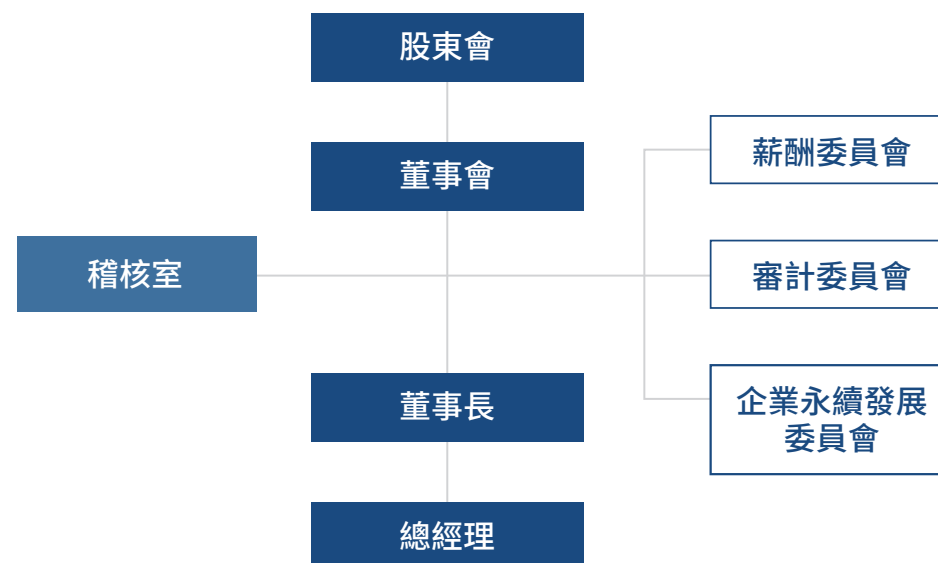 股東會
董事會
薪酬委員會
稽核室
審計委員會
董事長
企業永續發展
委員會
總經理